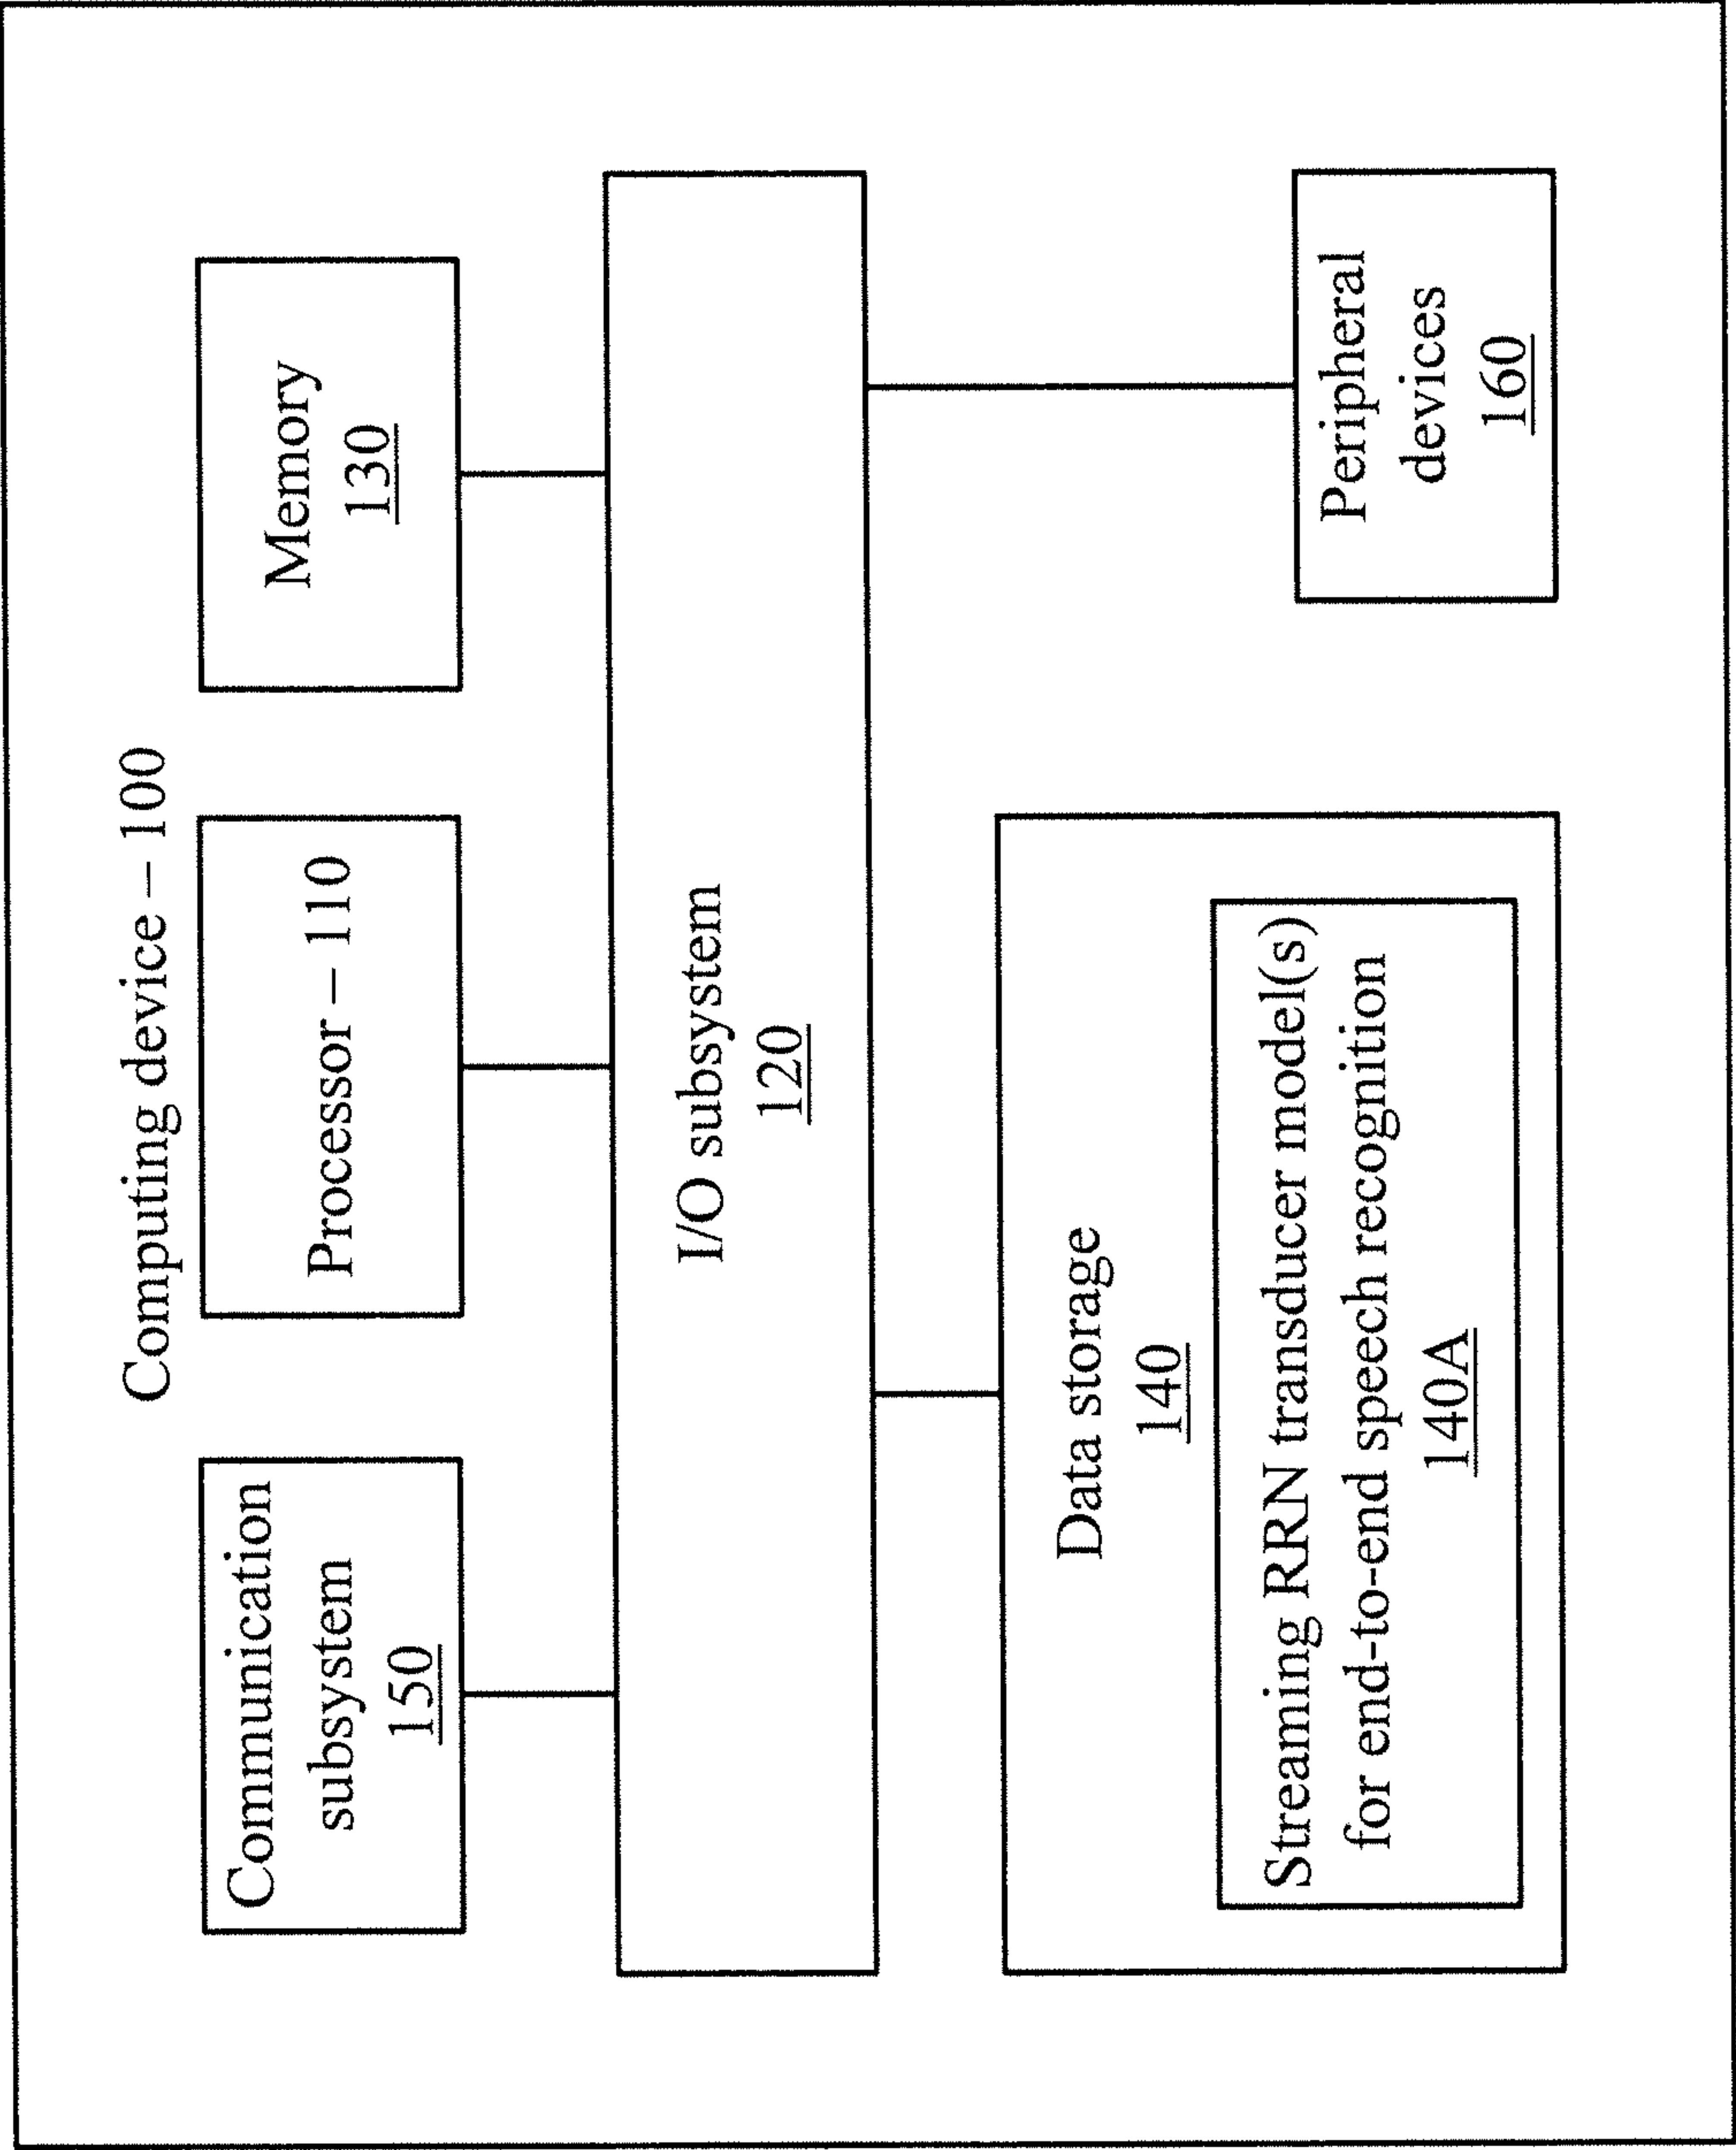 Computing device – 100
Communication
subsystem
150
Processor – 110
Memory
130
I/O subsystem
120
Data storage
140
Streaming RRN transducer model(s)
for end-to-end speech recognition
140A
Peripheral
devices
160